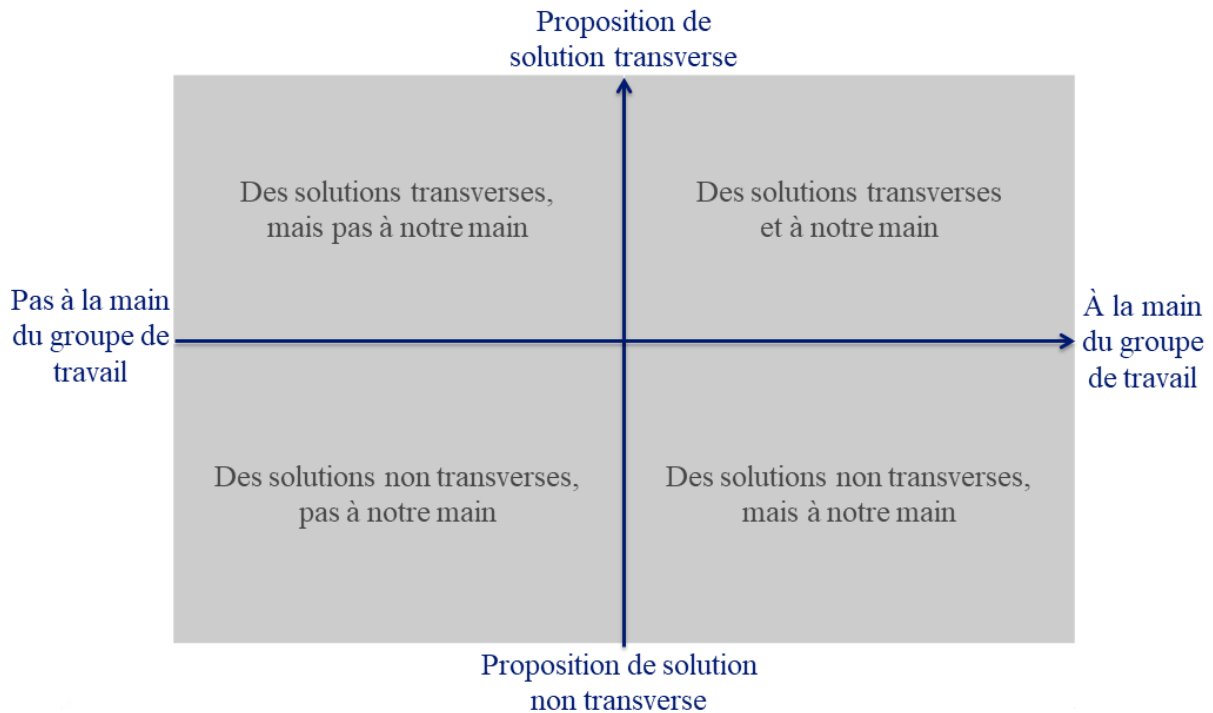 Proposition de
solution transverse
Des solutions transverses,
mais pas à notre main
Des solutions transverses
et à notre main
Pas à la main
du groupe de
travail
À la main
du groupe
de travail
Des solutions non transverses,
pas à notre main
Des solutions non transverses,
mais à notre main
Proposition de solution
non transverse